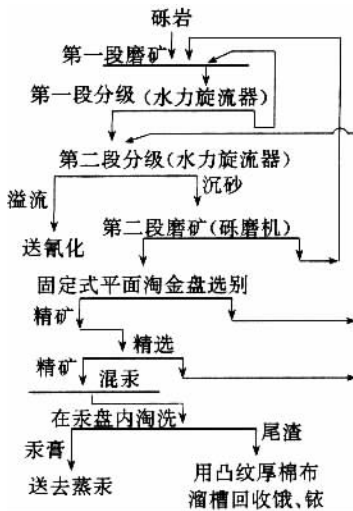 砾岩
第一段磨矿
第一段分级(水力旋流器)
第二段分级(水力旋流器)
溢流
沉砂
送氰化
第二段磨矿(砾磨机)
固定式平面淘金盘选别
精矿
精选
精矿
混汞
在汞盘内淘洗
汞膏
尾渣
送去蒸汞
用凸纹厚棉布
溜槽回收饿、铱